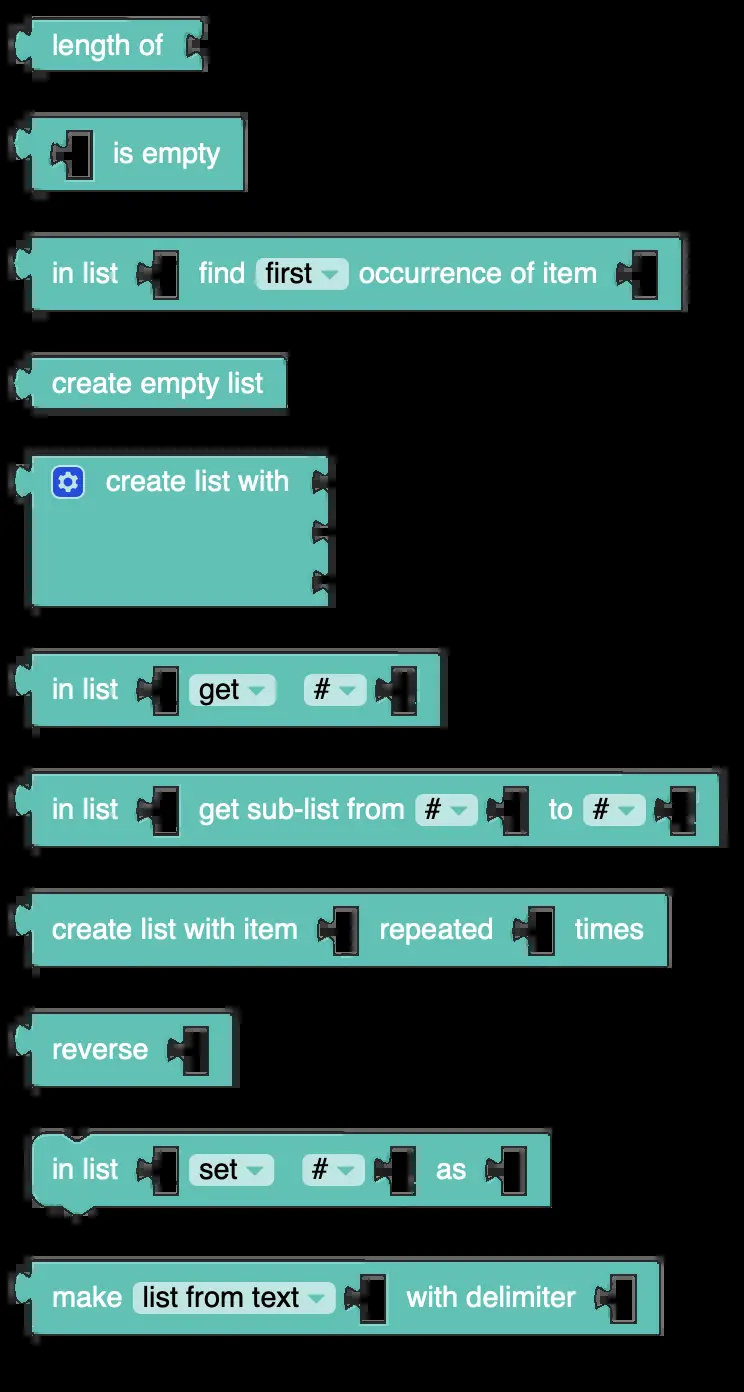 length of
is empty
in list find first occurrence of item
create empty list
create list with
in list get #
in list get sub-list from # to #
create list with item repeated times
reverse
in list set # as
make list from text with delimiter